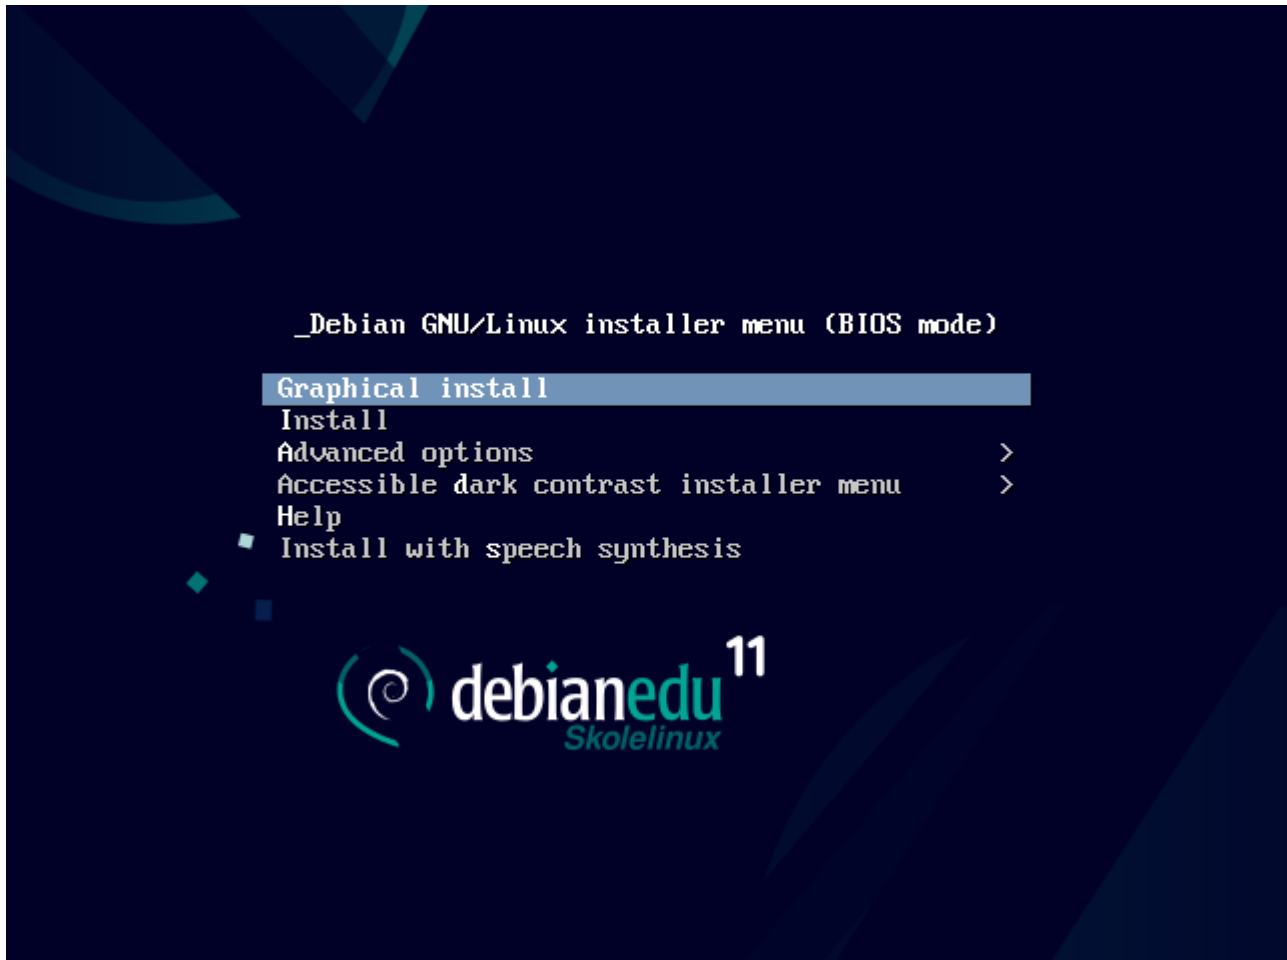 _Debian GNU/Linux installer menu (BIOS mode)
Graphical install
Install
Advanced options >
Accessible dark contrast installer menu >
Help
Install with speech synthesis
debianedu 11
Skolelinux